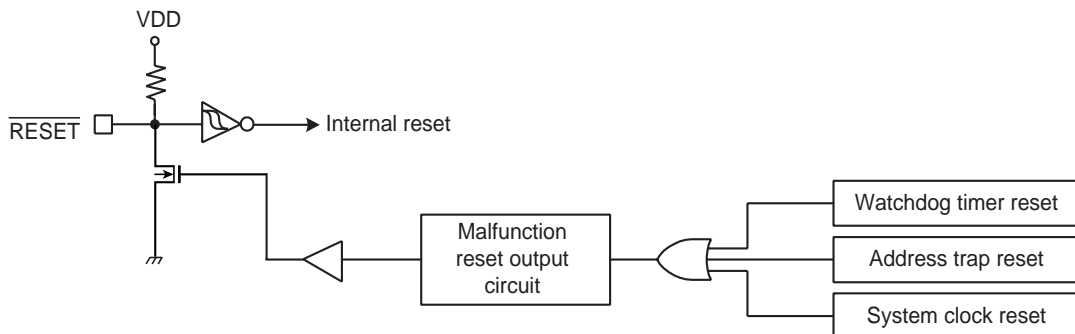 VDD
RESET
Internal reset
Malfunction
reset output
circuit
Watchdog timer reset
Address trap reset
System clock reset